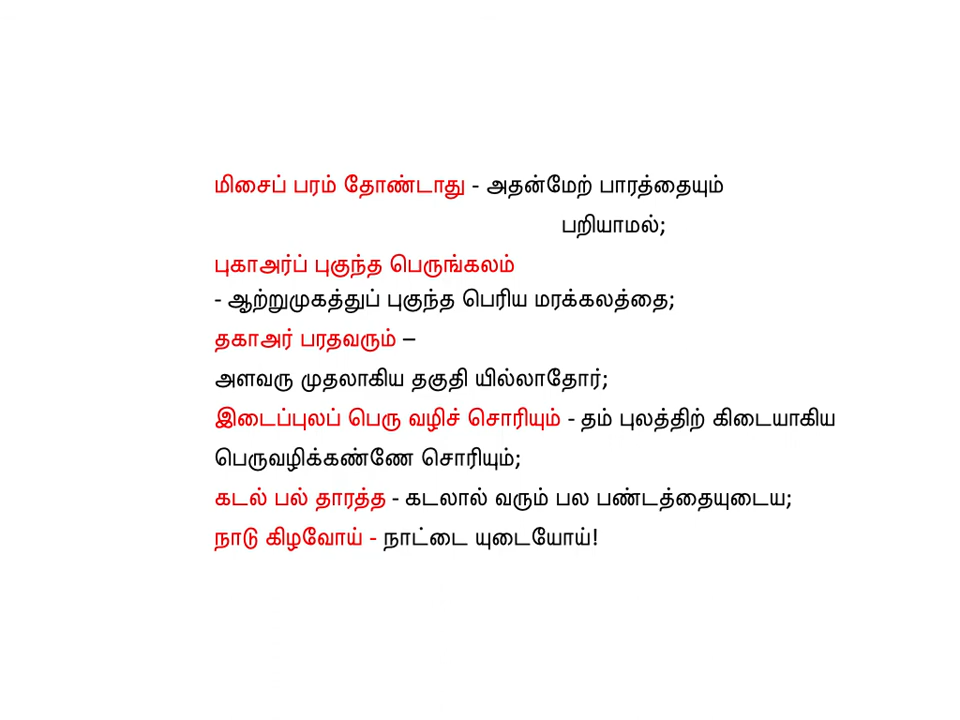 மிசைப் பரம் தோண்டாது - அதன்மேற் பாரத்தையும்
பறியாமல்;
புகாஅர்ப் புகுந்த பெருங்கலம்
- ஆற்றுமுகத்துப் புகுந்த பெரிய மரக்கலத்தை;
தகாஅர் பரதவரும் –
அளவரு முதலாகிய தகுதி யில்லாதோர்;
இடைப்புலப் பெரு வழிச் சொரியும் - தம் புலத்திற் கிடையாகிய
பெருவழிக்கண்ணே சொரியும்;
கடல் பல் தாரத்த - கடலால் வரும் பல பண்டத்தையுடைய;
நாடு கிழவோய் - நாட்டை யுடையோய்!